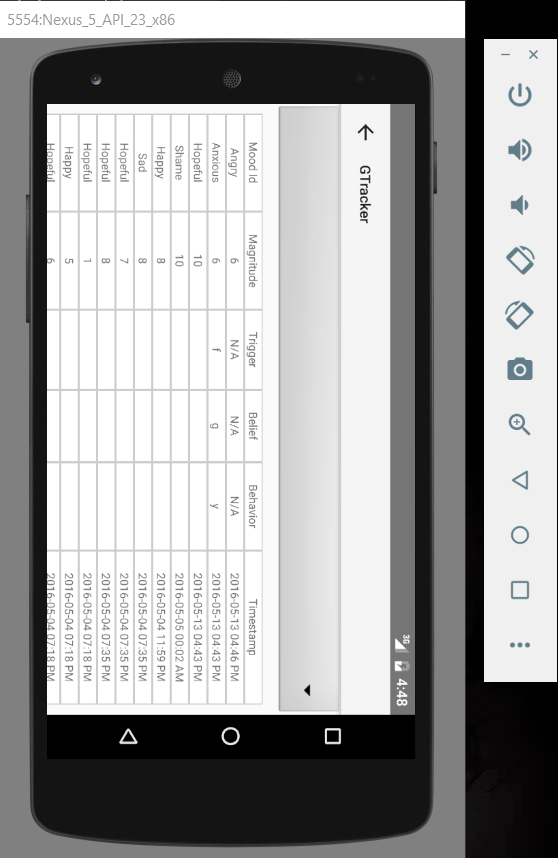 5554:Nexus_5_API_23_x86
3G 4:48
GTracker
Mood Id Magnitude Trigger Belief Behavior Timestamp
Angry 6 N/A N/A N/A 2016-05-13 04:46 PM
Anxious 6 f g y 2016-05-13 04:43 PM
Hopeful 10 2016-05-13 04:43 PM
Shame 10 2016-05-05 00:02 AM
Happy 8 2016-05-04 11:59 PM
Sad 8 2016-05-04 07:35 PM
Hopeful 7 2016-05-04 07:35 PM
Hopeful 8 2016-05-04 07:35 PM
Hopeful 1 2016-05-04 07:18 PM
Happy 5 2016-05-04 07:18 PM
Hopeful 6 2016-05-04 07:18 PM